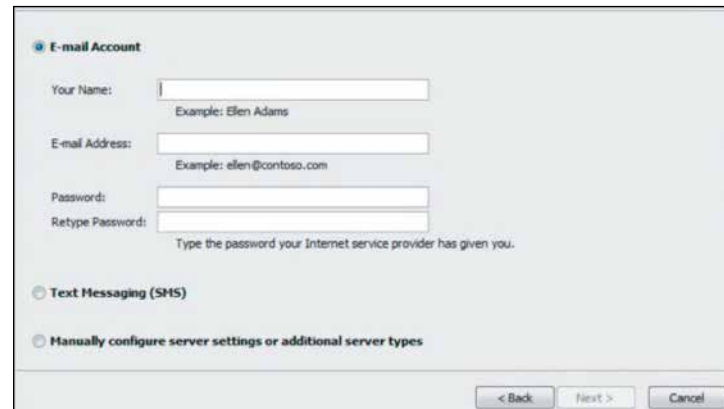 E-mail Account
Your Name:
Example: Ellen Adams
E-mail Address:
Example: ellen@contoso.com
Password:
Retype Password:
Type the password your Internet service provider has given you.
Text Messaging (SMS)
Manually configure server settings or additional server types
< Back Next > Cancel